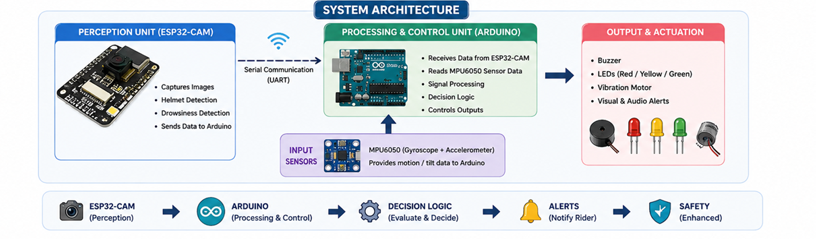 SYSTEM ARCHITECTURE
PERCEPTION UNIT (ESP32-CAM)
• Captures Images
• Helmet Detection
• Drowsiness Detection
• Sends Data to Arduino
Serial Communication
(UART)
PROCESSING & CONTROL UNIT (ARDUINO)
• Receives Data from ESP32-CAM
• Reads MPU6050 Sensor Data
• Signal Processing
• Decision Logic
• Controls Outputs
INPUT
SENSORS
MPU6050 (Gyroscope + Accelerometer)
Provides motion / tilt data to Arduino
OUTPUT & ACTUATION
• Buzzer
• LEDs (Red / Yellow / Green)
• Vibration Motor
• Visual & Audio Alerts
ESP32-CAM
(Perception)
ARDUINO
(Processing & Control)
DECISION LOGIC
(Evaluate & Decide)
ALERTS
(Notify Rider)
SAFETY
(Enhanced)